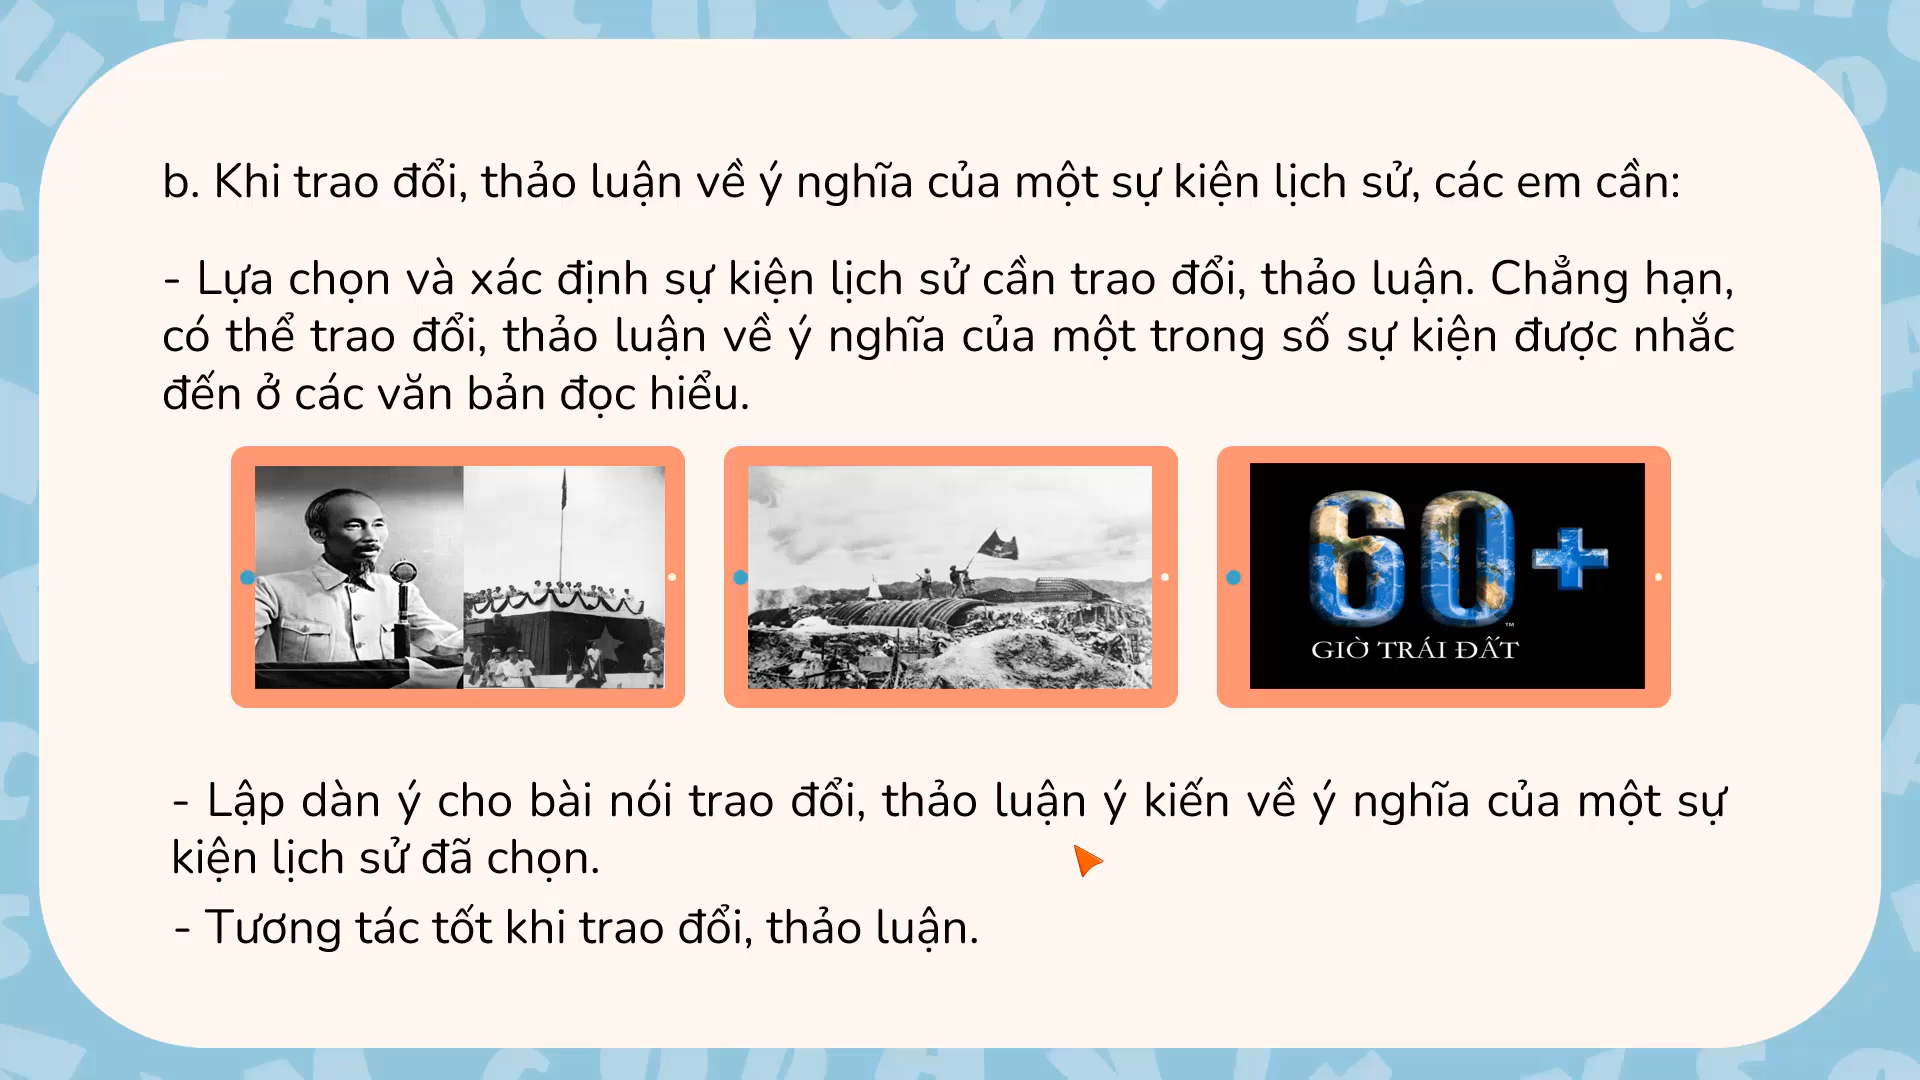 b. Khi trao đổi, thảo luận về ý nghĩa của một sự kiện lịch sử, các em cần:
- Lựa chọn và xác định sự kiện lịch sử cần trao đổi, thảo luận. Chẳng hạn,
có thể trao đổi, thảo luận về ý nghĩa của một trong số sự kiện được nhắc
đến ở các văn bản đọc hiểu.
60+
™
GIỜ TRÁI ĐẤT
- Lập dàn ý cho bài nói trao đổi, thảo luận ý kiến về ý nghĩa của một sự
kiện lịch sử đã chọn.
- Tương tác tốt khi trao đổi, thảo luận.